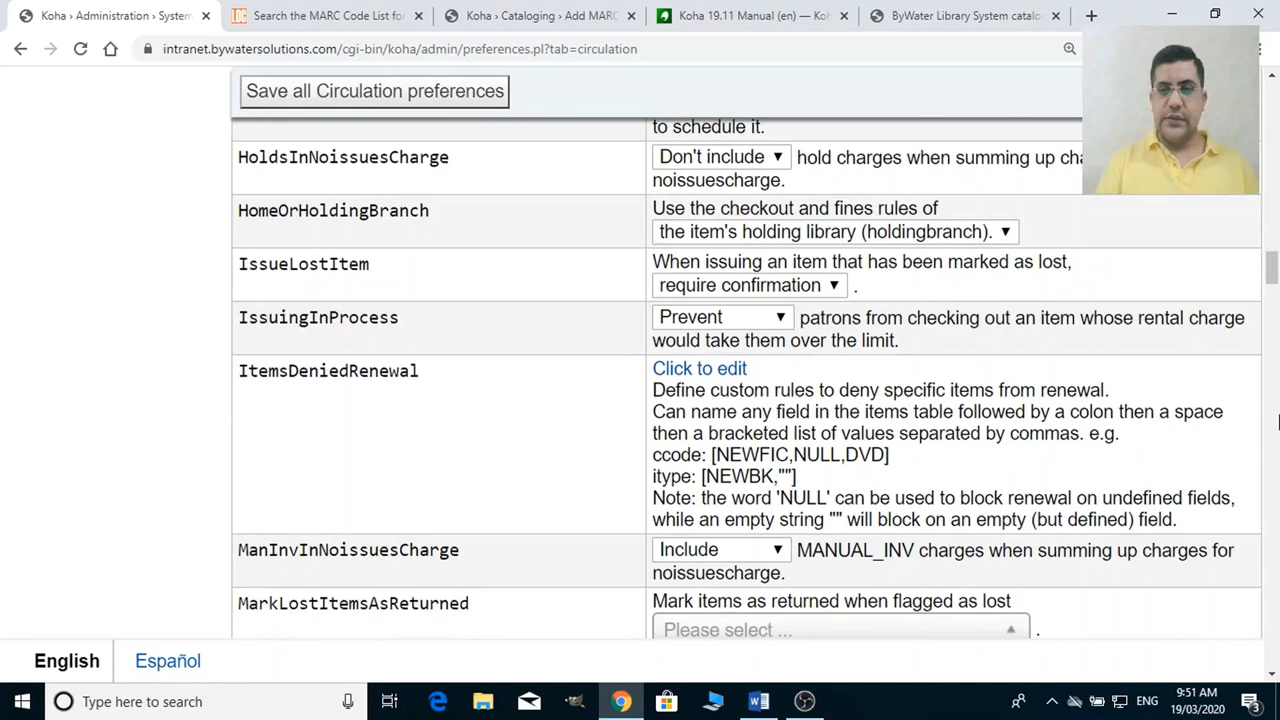 Koha › Administration › System
Search the MARC Code List for
Koha › Cataloging › Add MARC
Koha 19.11 Manual (en) — Koh
ByWater Library System catalo
intranet.bywatersolutions.com/cgi-bin/koha/admin/preferences.pl?tab=circulation
Save all Circulation preferences
to schedule it.
HoldsInNoissuesCharge
Don't include hold charges when summing up cha
noissuescharge.
HomeOrHoldingBranch
Use the checkout and fines rules of
the item's holding library (holdingbranch).
IssueLostItem
When issuing an item that has been marked as lost,
require confirmation .
IssuingInProcess
Prevent patrons from checking out an item whose rental charge
would take them over the limit.
ItemsDeniedRenewal
Click to edit
Define custom rules to deny specific items from renewal.
Can name any field in the items table followed by a colon then a space
then a bracketed list of values separated by commas. e.g.
ccode: [NEWFIC,NULL,DVD]
itype: [NEWBK,""]
Note: the word 'NULL' can be used to block renewal on undefined fields,
while an empty string "" will block on an empty (but defined) field.
ManInvInNoissuesCharge
Include MANUAL_INV charges when summing up charges for
noissuescharge.
MarkLostItemsAsReturned
Mark items as returned when flagged as lost
Please select ... .
English
Español
Type here to search
ENG
9:51 AM
19/03/2020
3